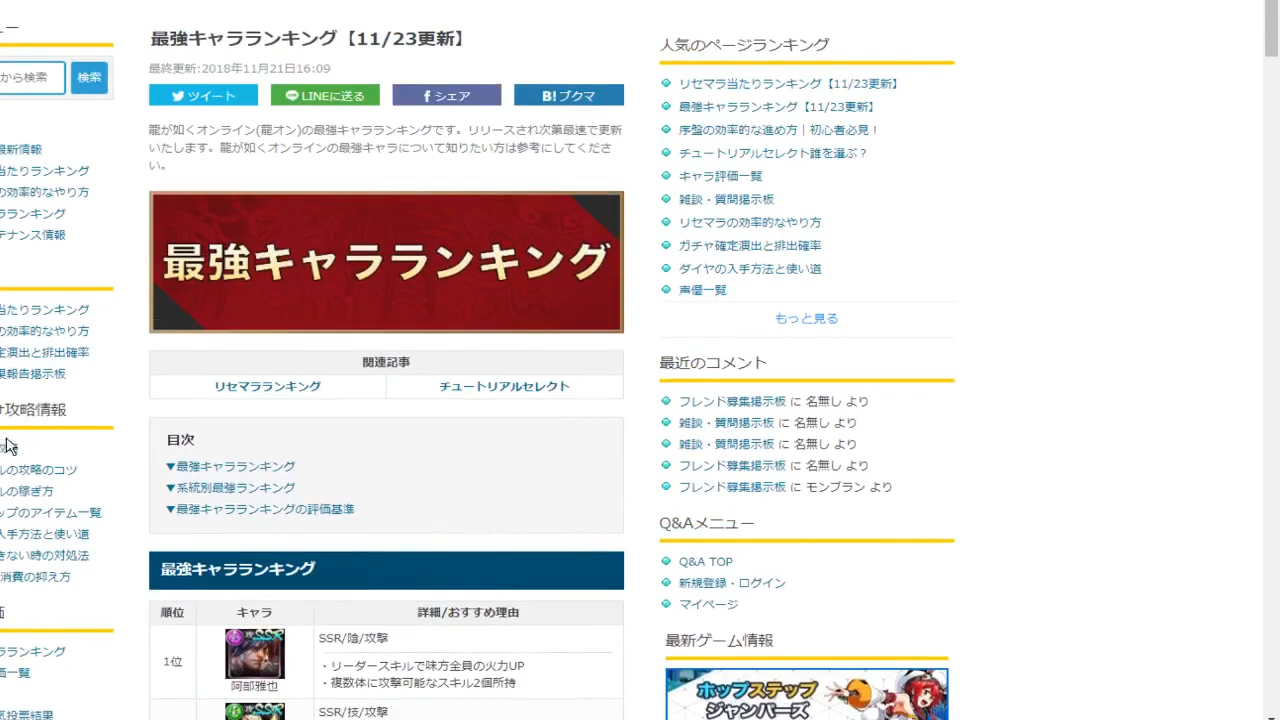 から検索
検索
最新情報
当たりランキング
の効率的なやり方
ラランキング
テナンス情報
当たりランキング
の効率的なやり方
定演出と排出確率
果報告掲示板
攻略情報
ルの攻略のコツ
ルの稼ぎ方
ップのアイテム一覧
入手方法と使い道
きない時の対処法
消費の抑え方
ラランキング
価一覧
気投票結果
最強キャラランキング【11/23更新】
最終更新:2018年11月21日16:09
ツイート
LINEに送る
シェア
B!ブクマ
龍が如くオンライン(龍オン)の最強キャラランキングです。リリースされ次第最速で更新
いたします。龍が如くオンラインの最強キャラについて知りたい方は参考にしてくださ
い。
最強キャラランキング
関連記事
リセマラランキング
チュートリアルセレクト
目次
▼最強キャラランキング
▼系統別最強ランキング
▼最強キャラランキングの評価基準
最強キャラランキング
順位 キャラ 詳細/おすすめ理由
1位
SSR
阿部雅也
SSR/陰/攻撃
・リーダースキルで味方全員の火力UP
・複数体に攻撃可能なスキル2個所持
SSR
SSR/技/攻撃
人気のページランキング
リセマラ当たりランキング【11/23更新】
最強キャラランキング【11/23更新】
序盤の効率的な進め方｜初心者必見！
チュートリアルセレクト誰を選ぶ？
キャラ評価一覧
雑談・質問掲示板
リセマラの効率的なやり方
ガチャ確定演出と排出確率
ダイヤの入手方法と使い道
声優一覧
もっと見る
最近のコメント
フレンド募集掲示板 に 名無し より
雑談・質問掲示板 に 名無し より
雑談・質問掲示板 に 名無し より
フレンド募集掲示板 に 名無し より
フレンド募集掲示板 に モンブラン より
Q&Aメニュー
Q&A TOP
新規登録・ログイン
マイページ
最新ゲーム情報
ホップステップ
ジャンパーズ